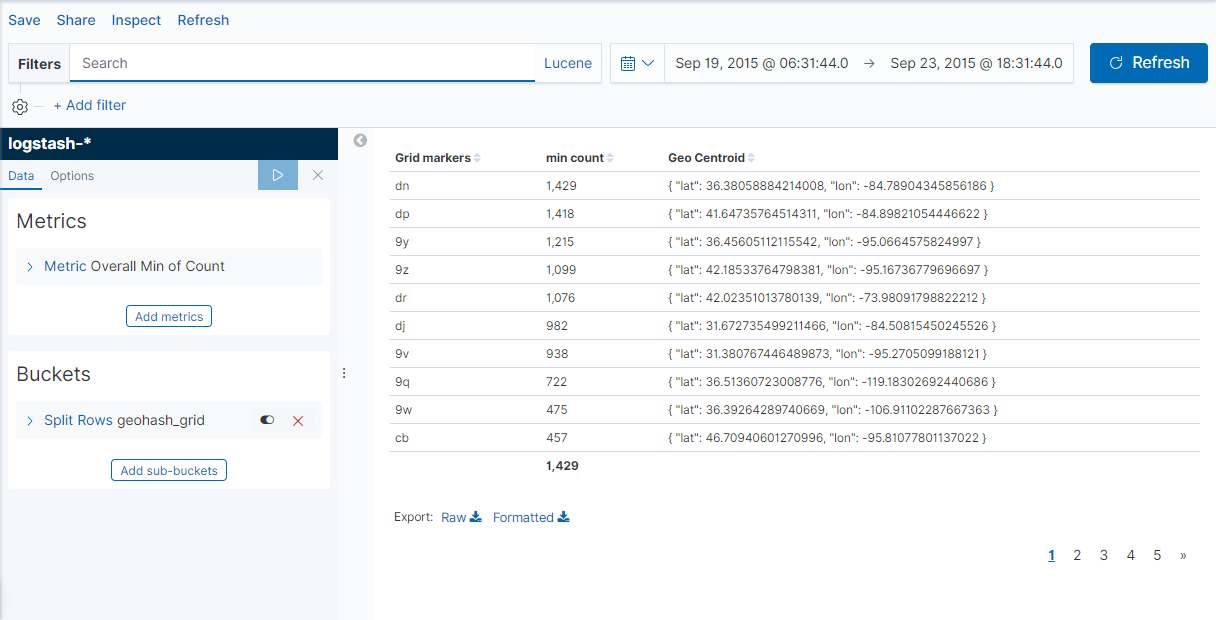 Save Share Inspect Refresh
Filters Search Lucene Sep 19, 2015 @ 06:31:44.0 → Sep 23, 2015 @ 18:31:44.0 Refresh
+ Add filter
logstash-*
Data Options
Metrics
Metric Overall Min of Count
Add metrics
Buckets
Split Rows geohash_grid
Add sub-buckets
Grid markers min count Geo Centroid
dn 1,429 { "lat": 36.38058884214008, "lon": -84.78904345856186 }
dp 1,418 { "lat": 41.64735764514311, "lon": -84.89821054446622 }
9y 1,215 { "lat": 36.45605112115542, "lon": -95.0664575824997 }
9z 1,099 { "lat": 42.18533764798381, "lon": -95.16736779696697 }
dr 1,076 { "lat": 42.02351013780139, "lon": -73.98091798822212 }
dj 982 { "lat": 31.672735499211466, "lon": -84.50815450245526 }
9v 938 { "lat": 31.380767446489873, "lon": -95.2705099188121 }
9q 722 { "lat": 36.51360723008776, "lon": -119.18302692440686 }
9w 475 { "lat": 36.39264289740669, "lon": -106.91102287667363 }
cb 457 { "lat": 46.70940601270996, "lon": -95.81077801137022 }
1,429
Export: Raw Formatted
1 2 3 4 5 »